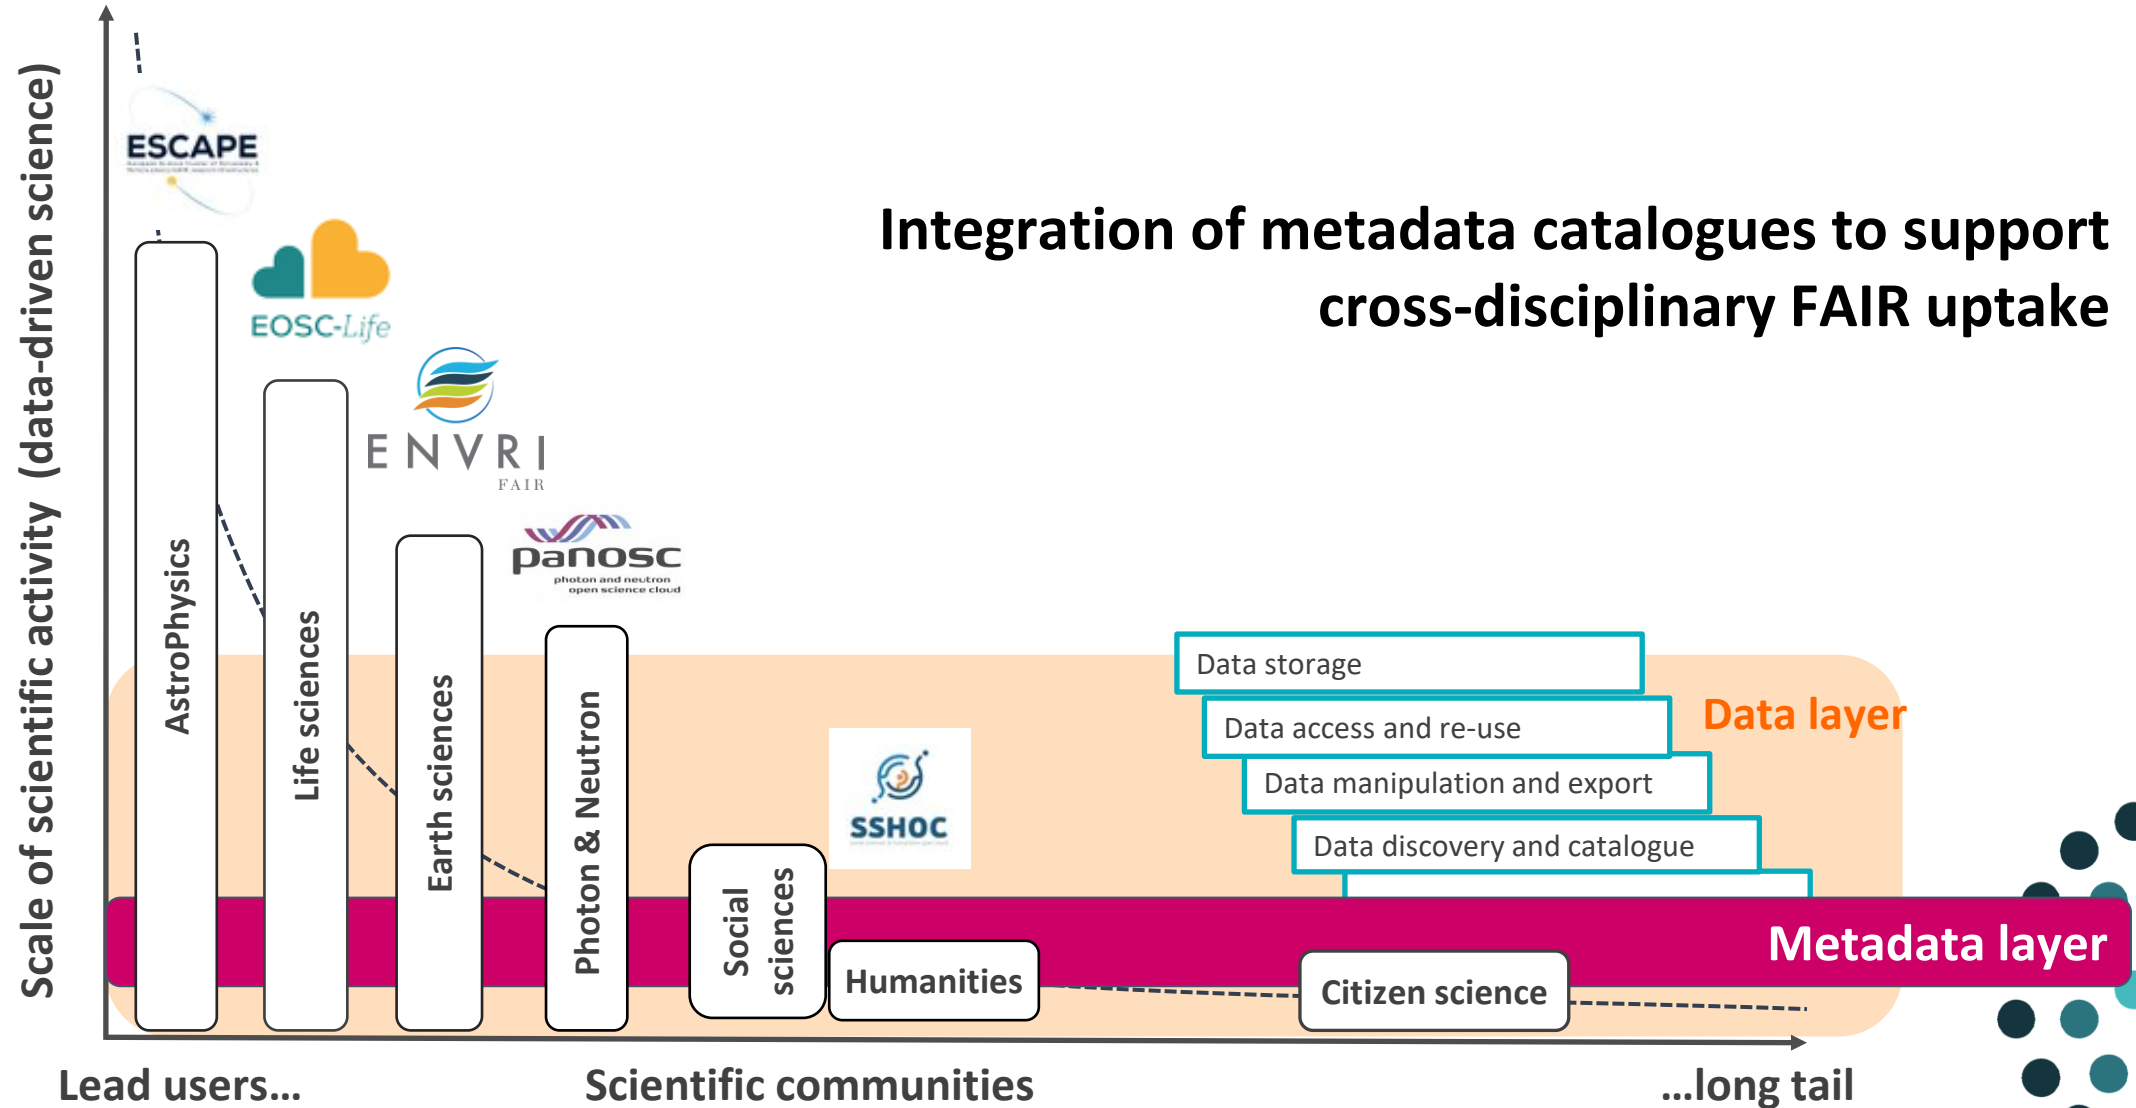 Scale of scientific activity (data-driven science)
ESCAPE
EOSC-Life
ENVRI
FAIR
panosc
photon and neutron
open science cloud
Integration of metadata catalogues to support
cross-disciplinary FAIR uptake
AstroPhysics
Life sciences
Earth sciences
Photon & Neutron
Social
sciences
SSHOC
Humanities
Citizen science
Data storage
Data access and re-use
Data manipulation and export
Data discovery and catalogue
Data layer
Metadata layer
Lead users…
Scientific communities
…long tail